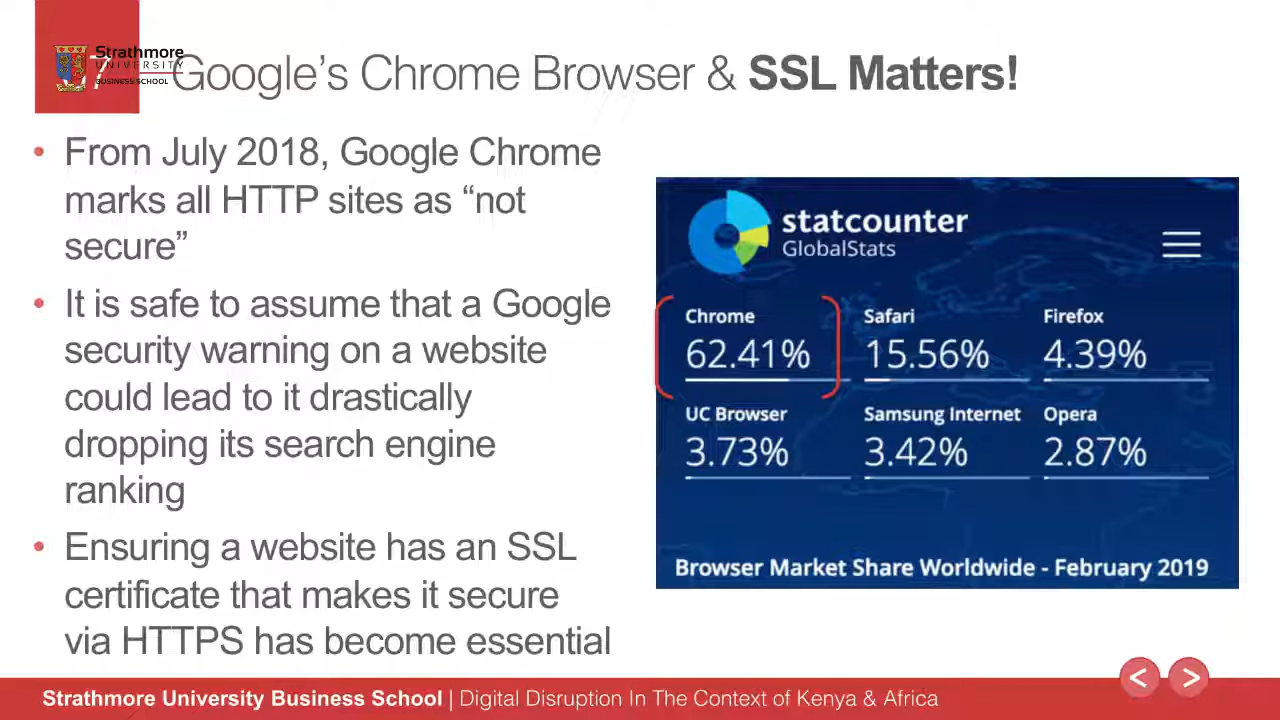 Strathmore
UNIVERSITY
BUSINESS SCHOOL
7 Google’s Chrome Browser & SSL Matters!
• From July 2018, Google Chrome
marks all HTTP sites as “not
secure”
• It is safe to assume that a Google
security warning on a website
could lead to it drastically
dropping its search engine
ranking
• Ensuring a website has an SSL
certificate that makes it secure
via HTTPS has become essential
statcounter
GlobalStats
Chrome Safari Firefox
62.41% 15.56% 4.39%
UC Browser Samsung Internet Opera
3.73% 3.42% 2.87%
Browser Market Share Worldwide - February 2019
Strathmore University Business School | Digital Disruption In The Context of Kenya & Africa